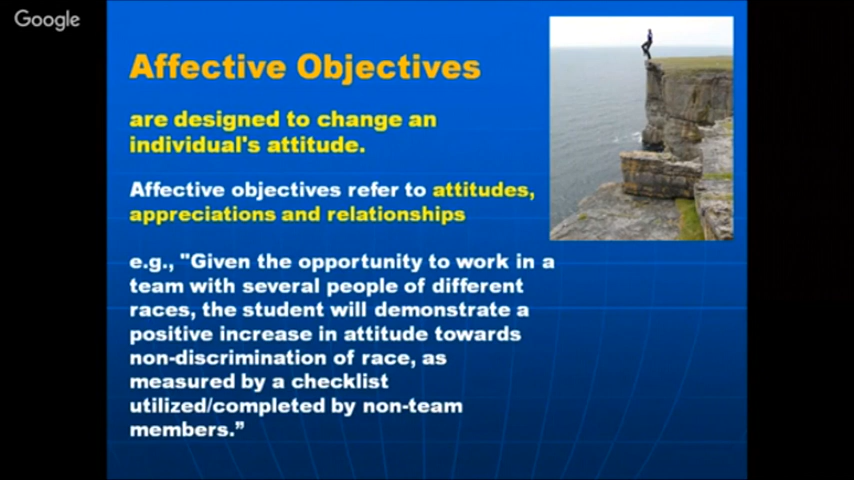 Google
Affective Objectives
are designed to change an
individual's attitude.
Affective objectives refer to attitudes,
appreciations and relationships
e.g., "Given the opportunity to work in a
team with several people of different
races, the student will demonstrate a
positive increase in attitude towards
non-discrimination of race, as
measured by a checklist
utilized/completed by non-team
members.”